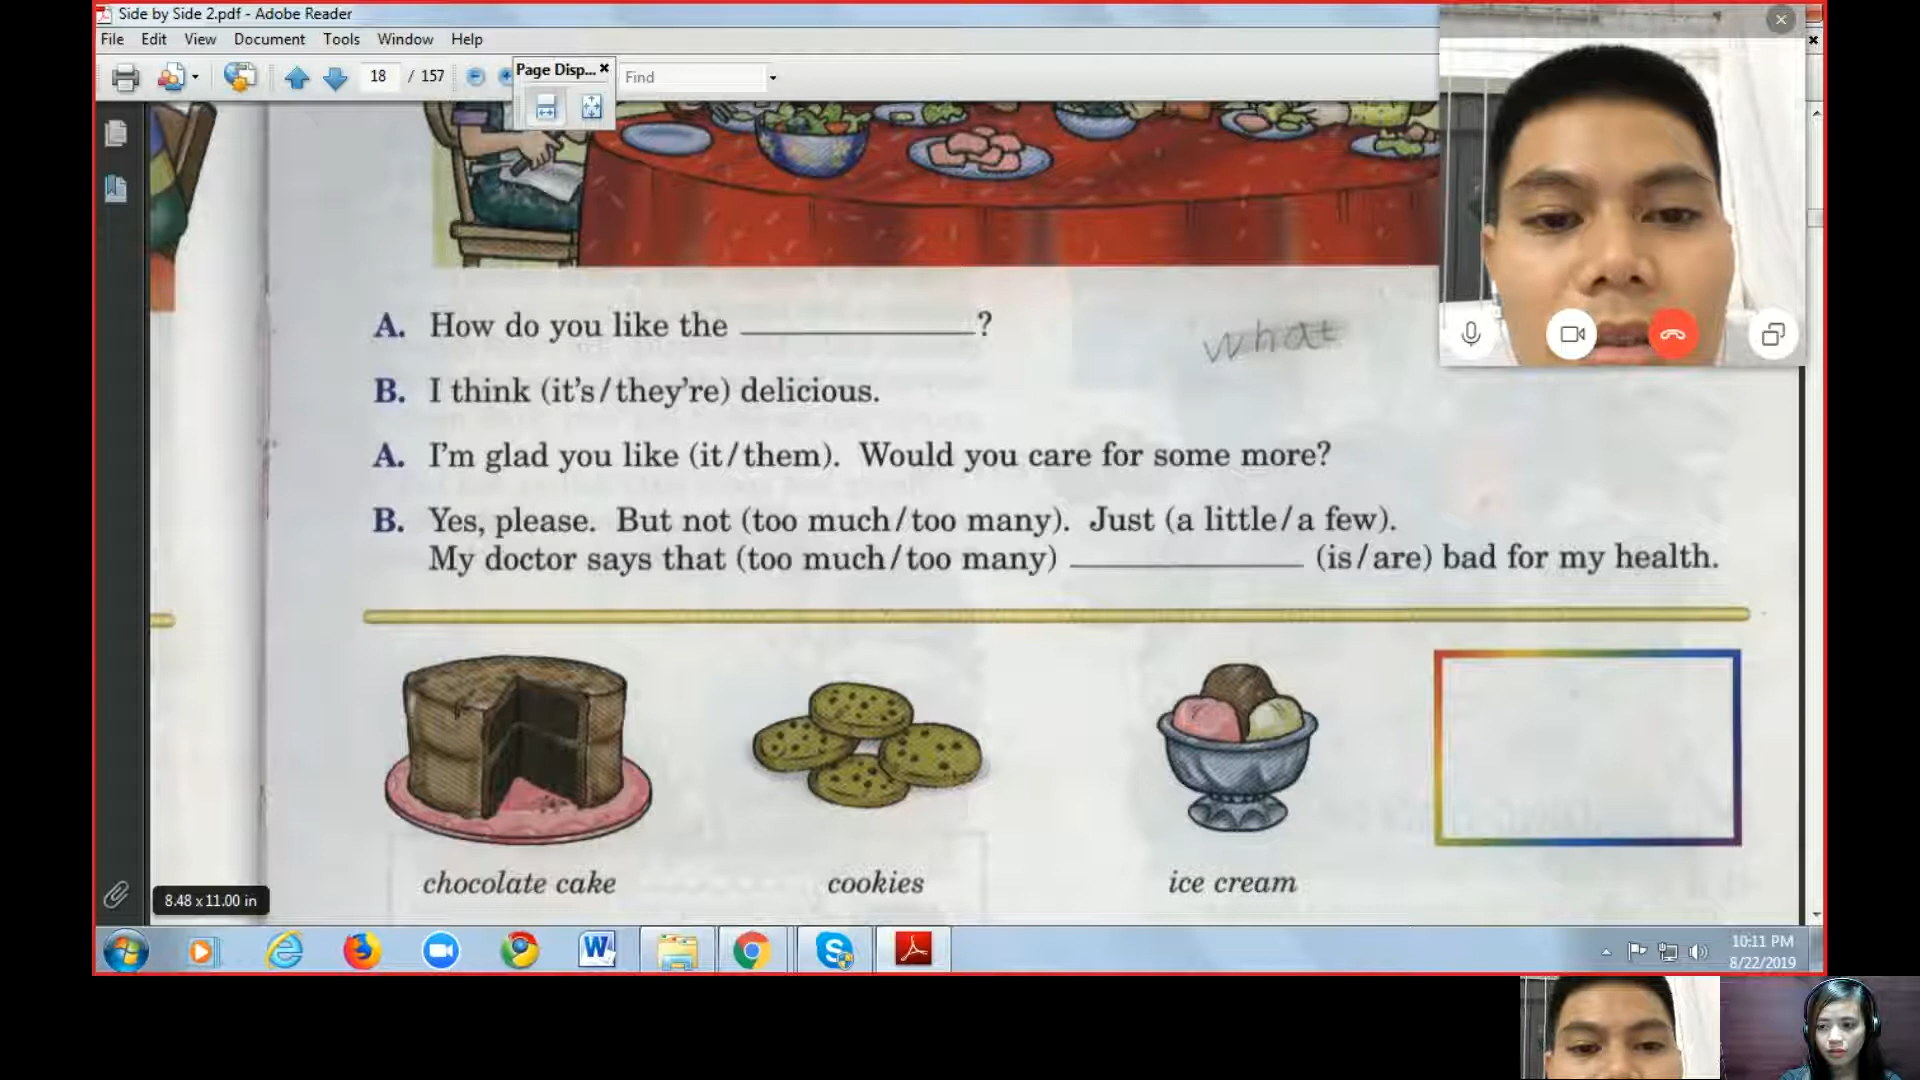 Side by Side 2.pdf - Adobe Reader
File Edit View Document Tools Window Help
18 / 157
Page Disp...
Find
A. How do you like the ____________?
what
B. I think (it's/they're) delicious.
A. I'm glad you like (it/them). Would you care for some more?
B. Yes, please. But not (too much/too many). Just (a little/a few).
My doctor says that (too much/too many) ____________ (is/are) bad for my health.
chocolate cake
cookies
ice cream
8.48 x 11.00 in
10:11 PM
8/22/2019